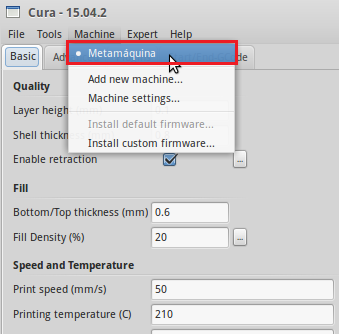 Cura - 15.04.2
File Tools Machine Expert Help
Basic Ad
Metamáquina
Add new machine...
Machine settings...
Install default firmware...
Install custom firmware...
Quality
Layer heig
Shell thickn
Enable retraction ...
Fill
Bottom/Top thickness (mm) 0.6
Fill Density (%) 20 ...
Speed and Temperature
Print speed (mm/s) 50
Printing temperature (C) 210